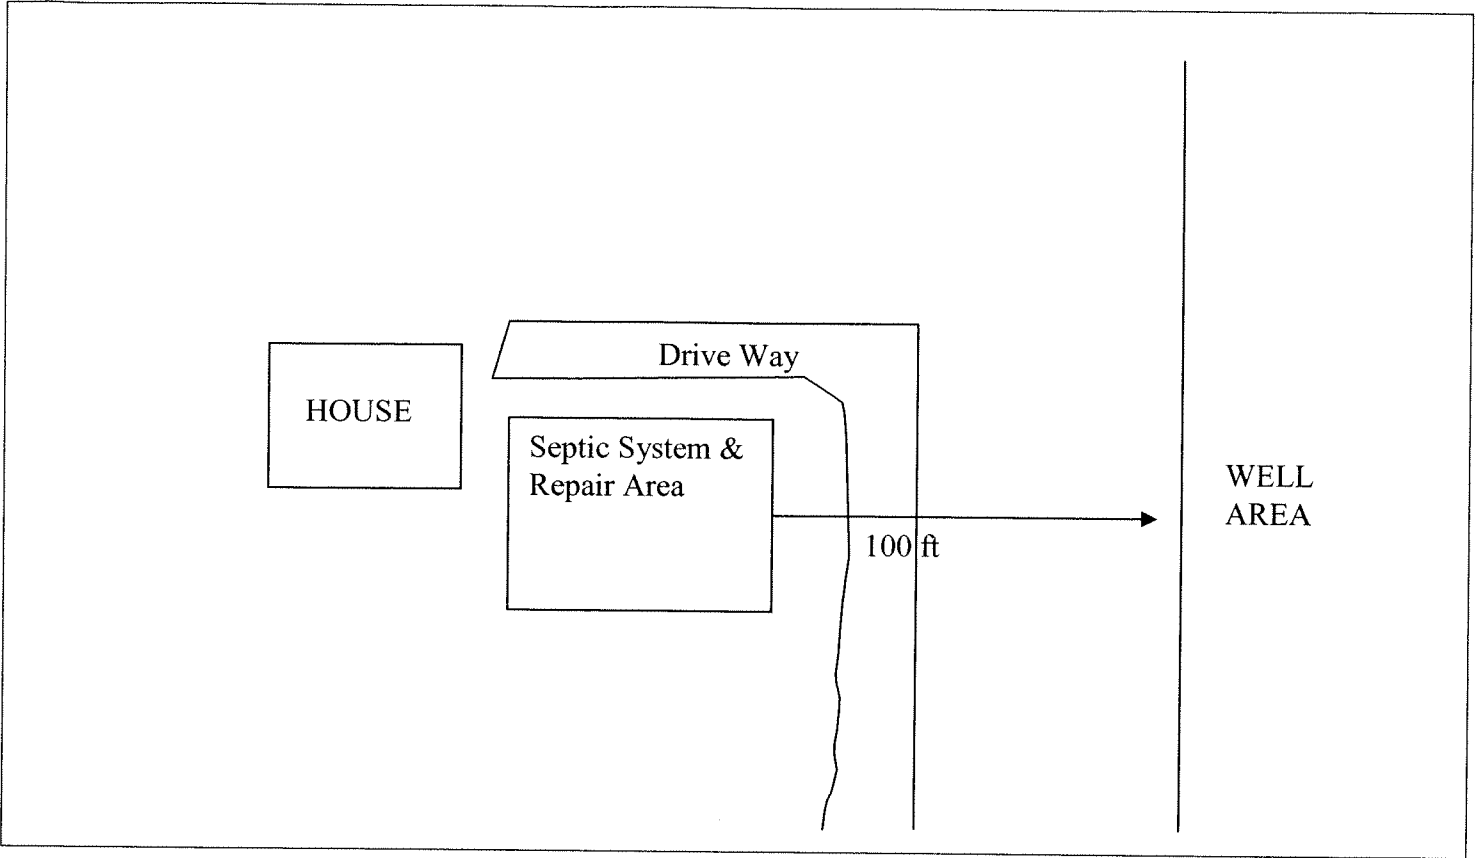 Drive Way
HOUSE
Septic System &
Repair Area
WELL
AREA
100 ft